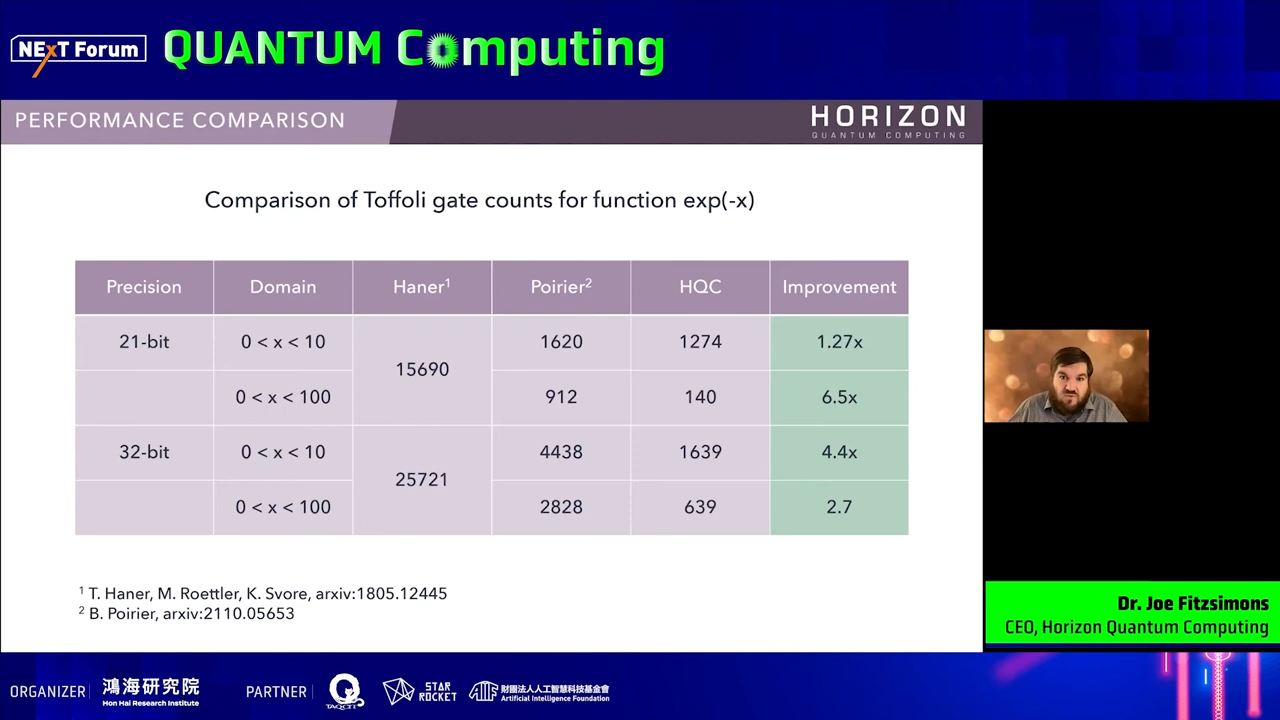 NExT Forum
QUANTUM Computing
PERFORMANCE COMPARISON
HORIZON
QUANTUM COMPUTING
Comparison of Toffoli gate counts for function exp(-x)
Precision Domain Haner¹ Poirier² HQC Improvement
21-bit 0 < x < 10 15690 1620 1274 1.27x
0 < x < 100 912 140 6.5x
32-bit 0 < x < 10 25721 4438 1639 4.4x
0 < x < 100 2828 639 2.7
¹ T. Haner, M. Roettler, K. Svore, arxiv:1805.12445
² B. Poirier, arxiv:2110.05653
Dr. Joe Fitzsimons
CEO, Horizon Quantum Computing
ORGANIZER 鴻海研究院
Hon Hai Research Institute
PARTNER
TAQCIT
STAR
ROCKET
財團法人人工智慧科技基金會
Artificial Intelligence Foundation